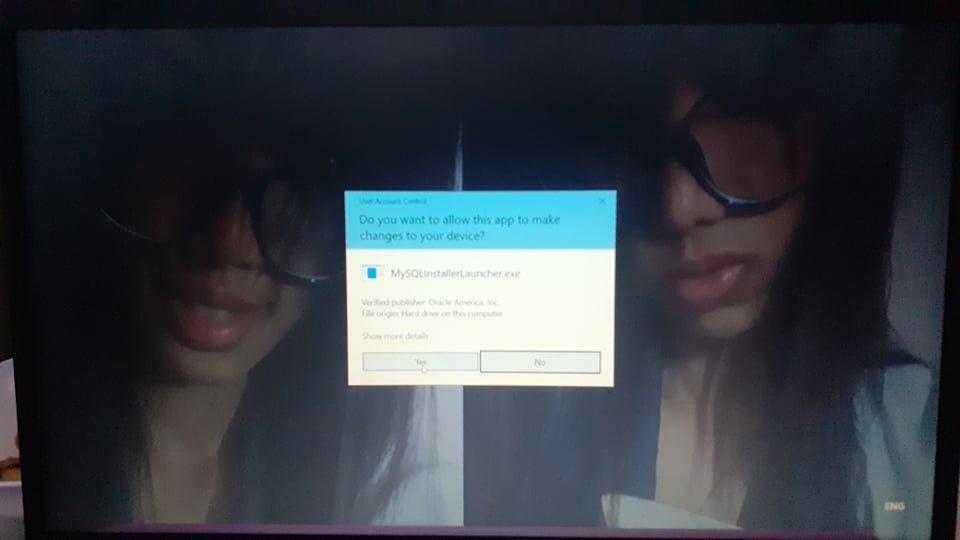 User Account Control
Do you want to allow this app to make
changes to your device?
MySQLInstallerLauncher.exe
Verified publisher: Oracle America, Inc.
File origin: Hard drive on this computer
Show more details
Yes
No
ENG